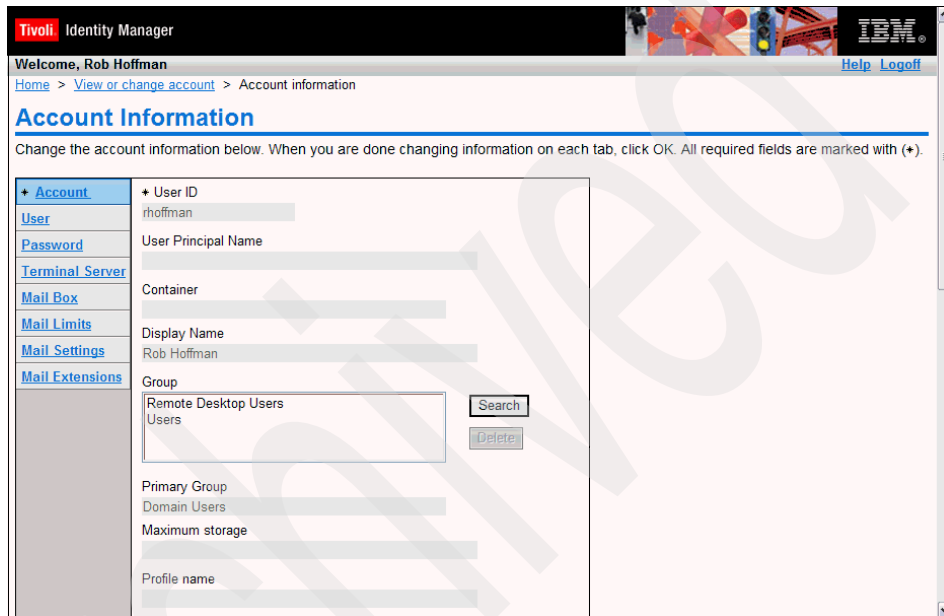 Tivoli. Identity Manager
IBM®
Welcome, Rob Hoffman
Help Logoff
Home > View or change account > Account information
Account Information
Change the account information below. When you are done changing information on each tab, click OK. All required fields are marked with (+).
+ Account
User
Password
Terminal Server
Mail Box
Mail Limits
Mail Settings
Mail Extensions
+ User ID
rhoffman
User Principal Name
Container
Display Name
Rob Hoffman
Group
Remote Desktop Users
Users
Search
Delete
Primary Group
Domain Users
Maximum storage
Profile name